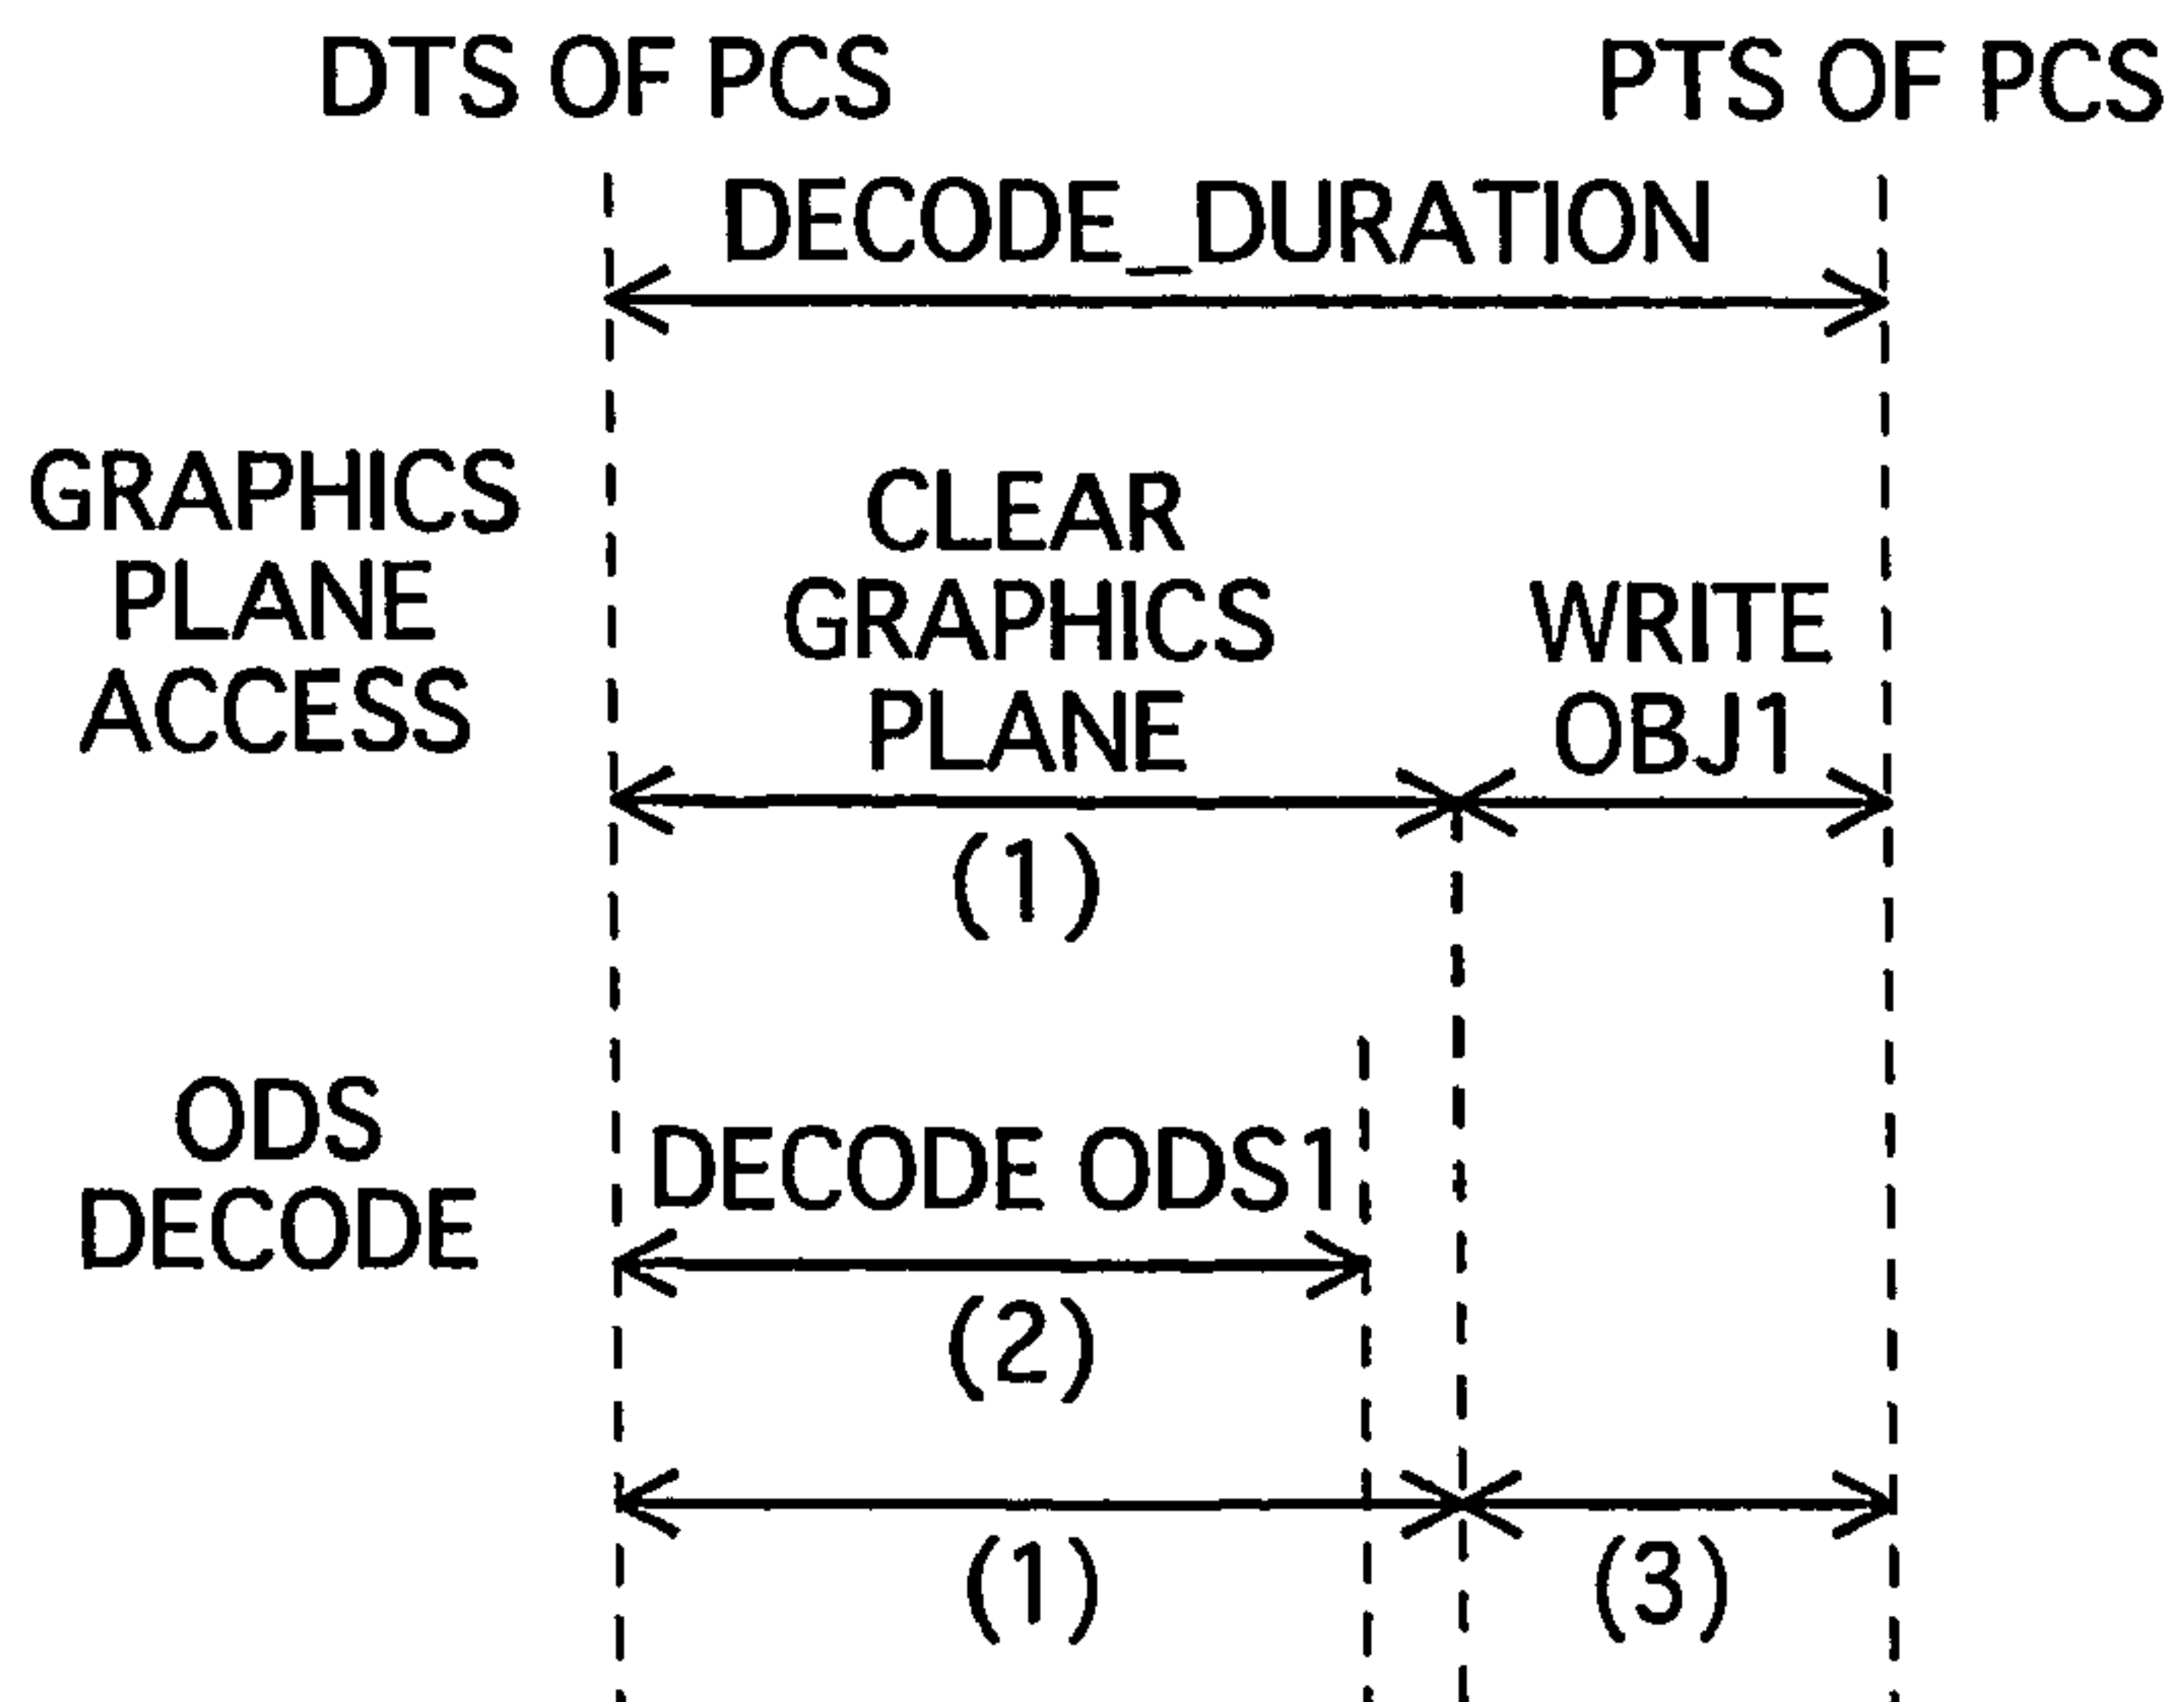 DTS OF PCS
PTS OF PCS
DECODE_DURATION
GRAPHICS
PLANE
ACCESS
CLEAR
GRAPHICS
PLANE
WRITE
OBJ1
(1)
ODS
DECODE
DECODE ODS1
(2)
(1)
(3)